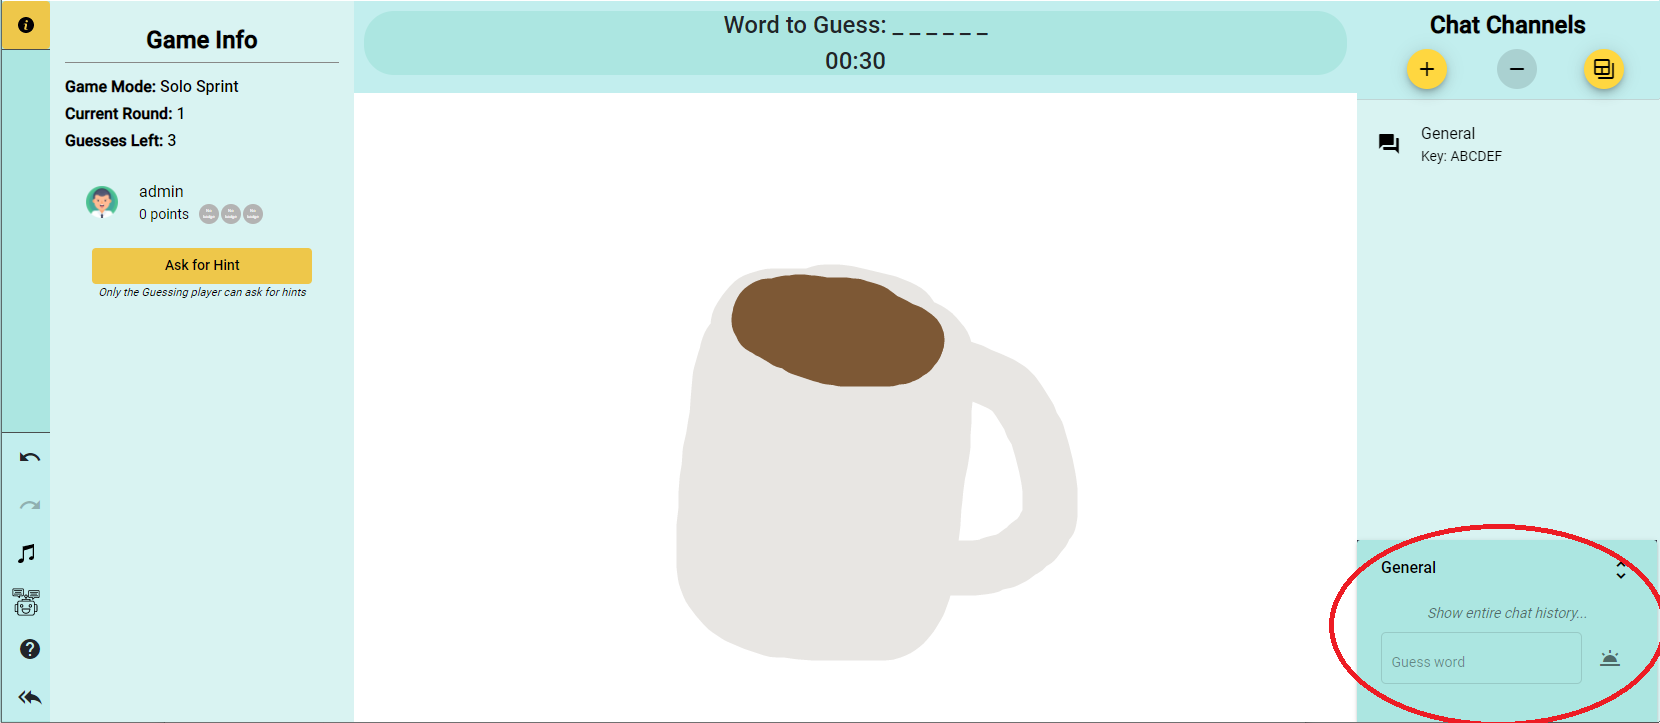 Game Info
Game Mode: Solo Sprint
Current Round: 1
Guesses Left: 3
admin
0 points
Ask for Hint
Only the Guessing player can ask for hints
Word to Guess: _ _ _ _ _ _
00:30
Chat Channels
General
Key: ABCDEF
General
Show entire chat history...
Guess word